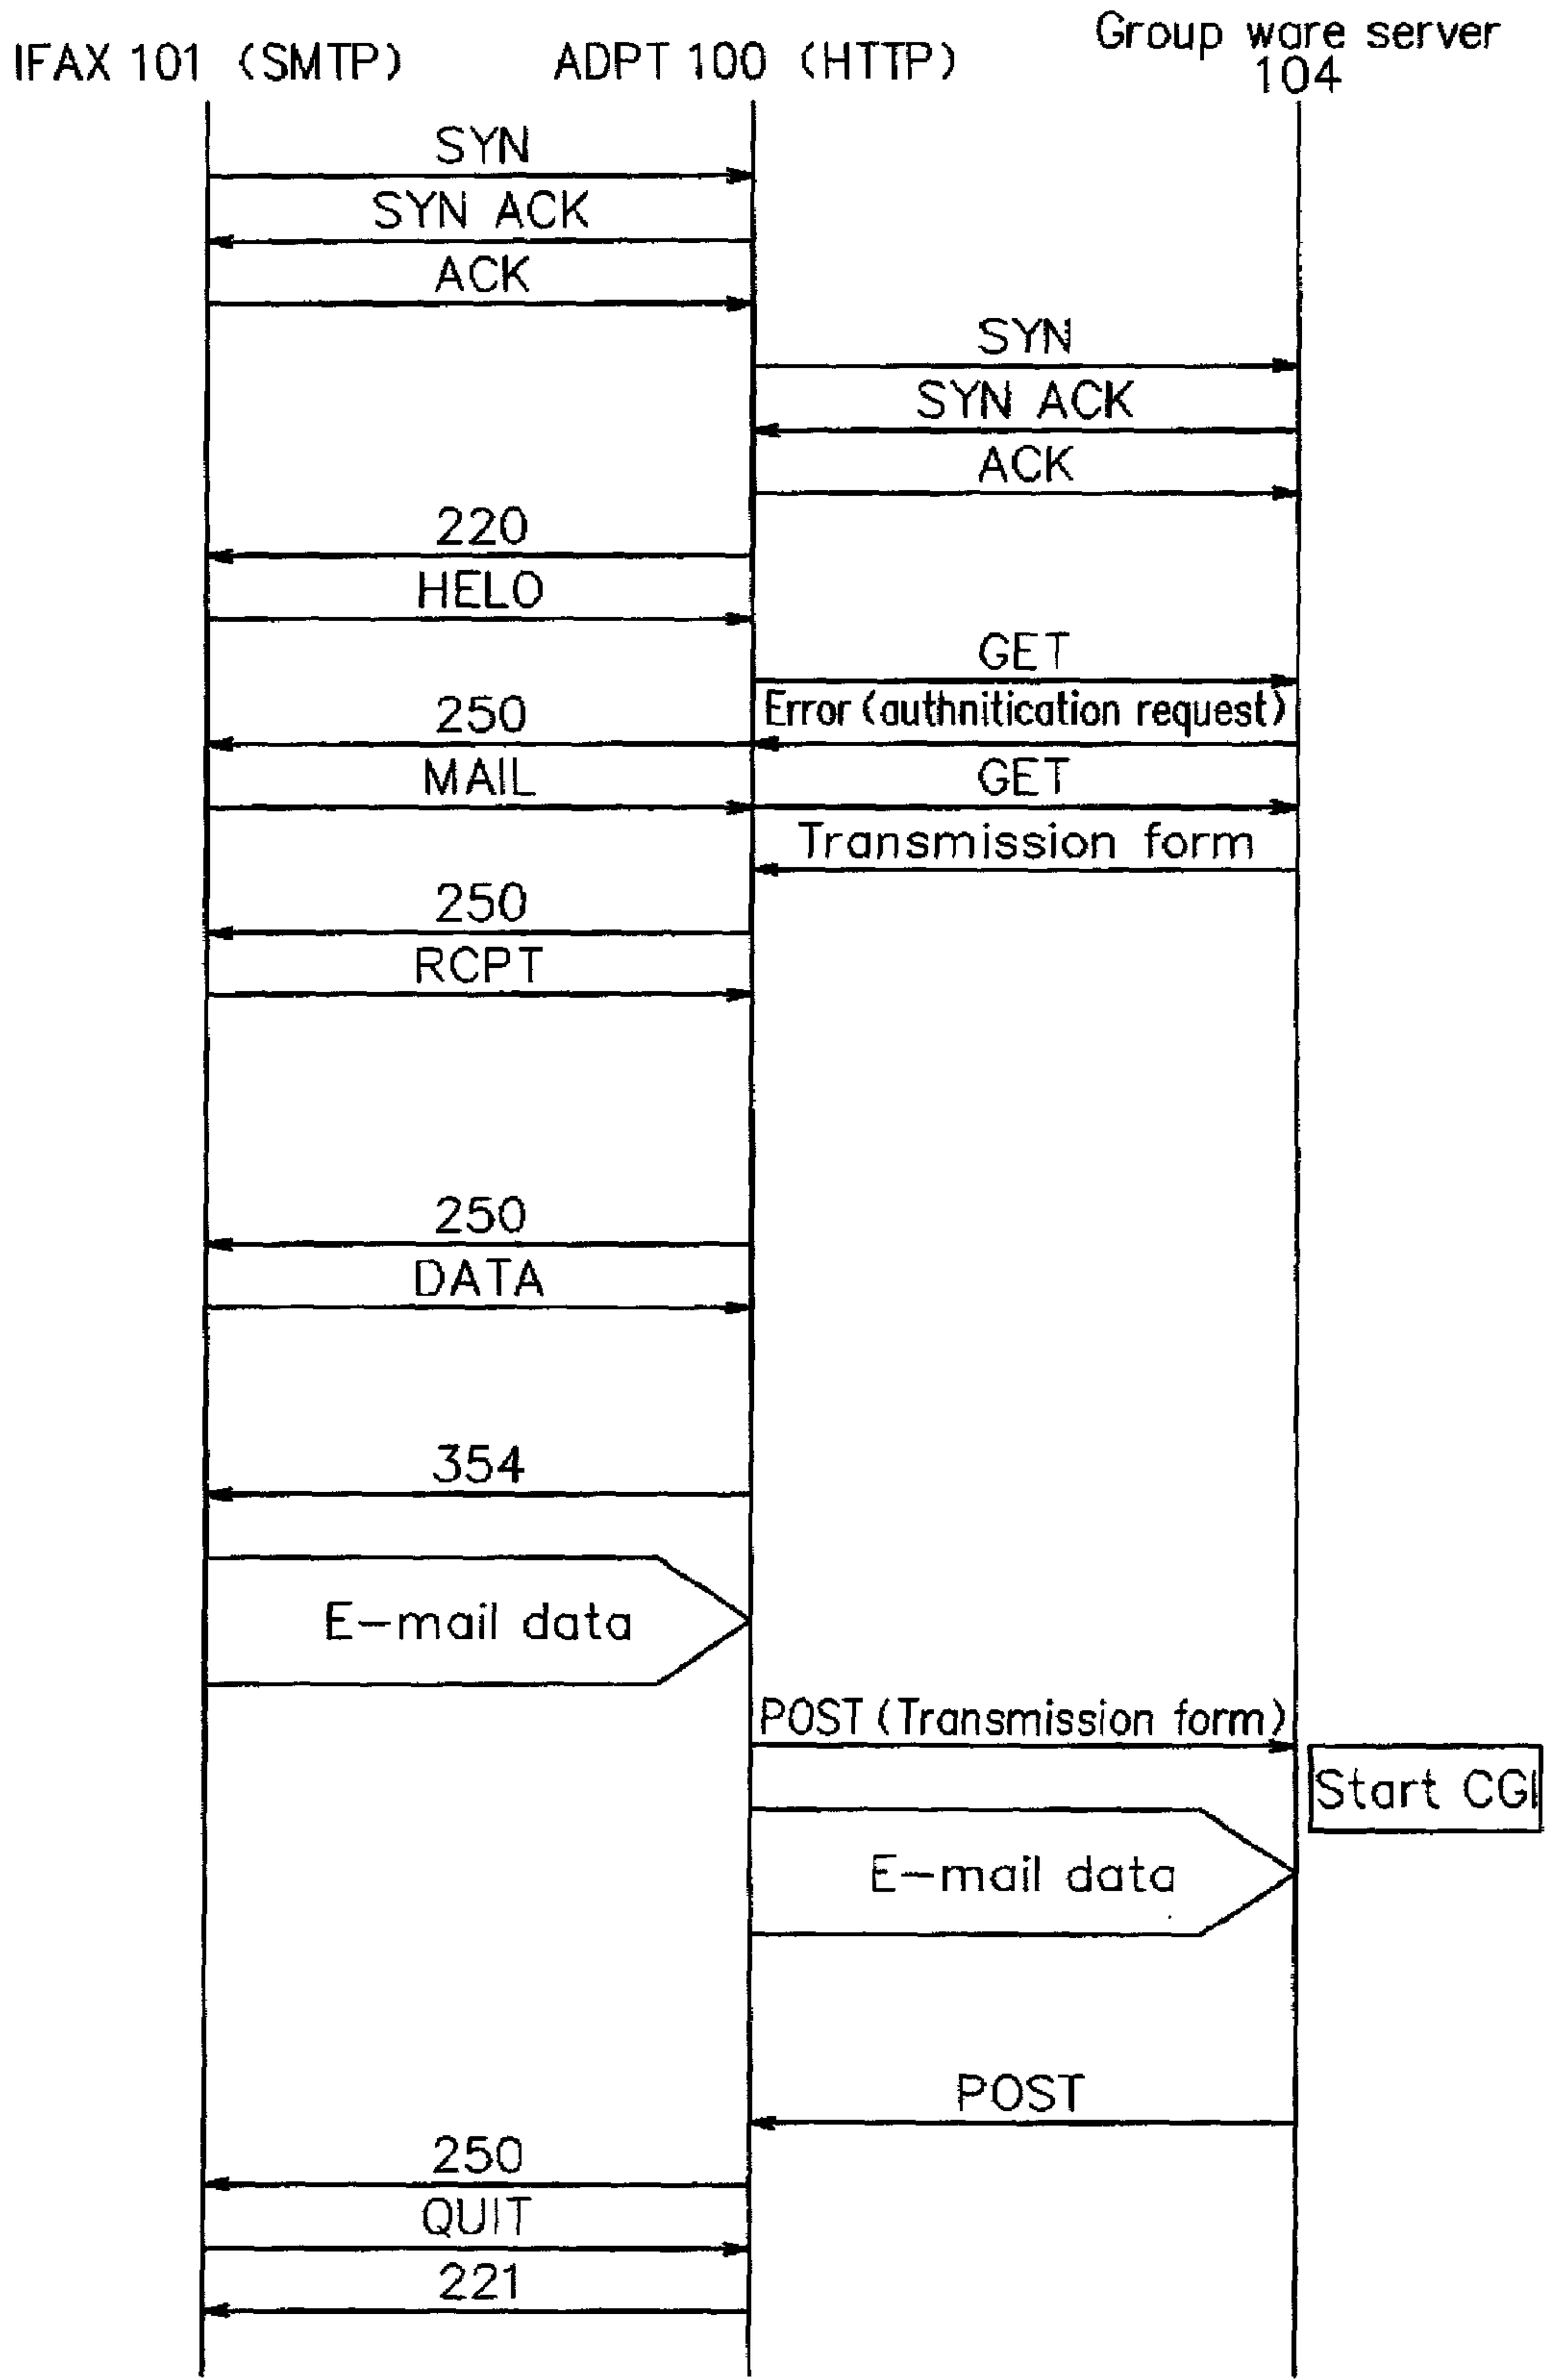 IFAX 101 (SMTP)
ADPT 100 (HTTP)
Group ware server
104
SYN
SYN ACK
ACK
SYN
SYN ACK
ACK
220
HELO
GET
Error (authnitication request)
250
MAIL
GET
Transmission form
250
RCPT
250
DATA
354
E-mail data
POST (Transmission form)
Start CGI
E-mail data
POST
250
QUIT
221